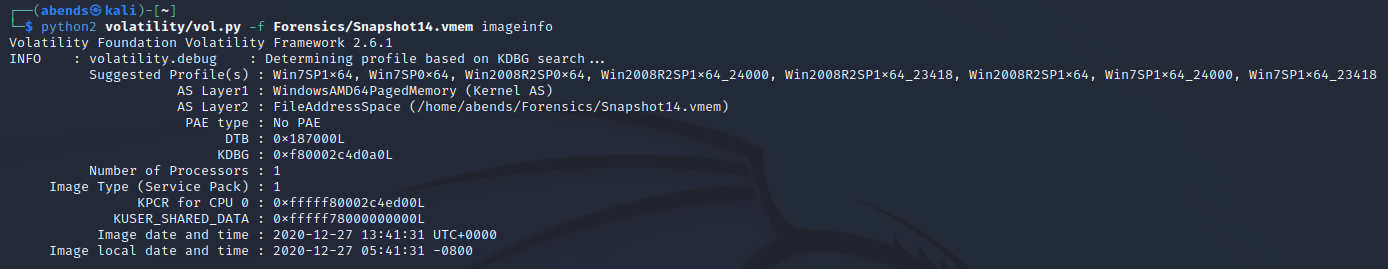 ┌──(abends㉿kali)-[~]
└─$ python2 volatility/vol.py -f Forensics/Snapshot14.vmem imageinfo
Volatility Foundation Volatility Framework 2.6.1
INFO    : volatility.debug    : Determining profile based on KDBG search...
          Suggested Profile(s) : Win7SP1x64, Win7SP0x64, Win2008R2SP0x64, Win2008R2SP1x64_24000, Win2008R2SP1x64_23418, Win2008R2SP1x64, Win7SP1x64_24000, Win7SP1x64_23418
                     AS Layer1 : WindowsAMD64PagedMemory (Kernel AS)
                     AS Layer2 : FileAddressSpace (/home/abends/Forensics/Snapshot14.vmem)
                      PAE type : No PAE
                           DTB : 0x187000L
                          KDBG : 0xf80002c4d0a0L
          Number of Processors : 1
     Image Type (Service Pack) : 1
                KPCR for CPU 0 : 0xfffff80002c4ed00L
             KUSER_SHARED_DATA : 0xfffff78000000000L
           Image date and time : 2020-12-27 13:41:31 UTC+0000
     Image local date and time : 2020-12-27 05:41:31 -0800